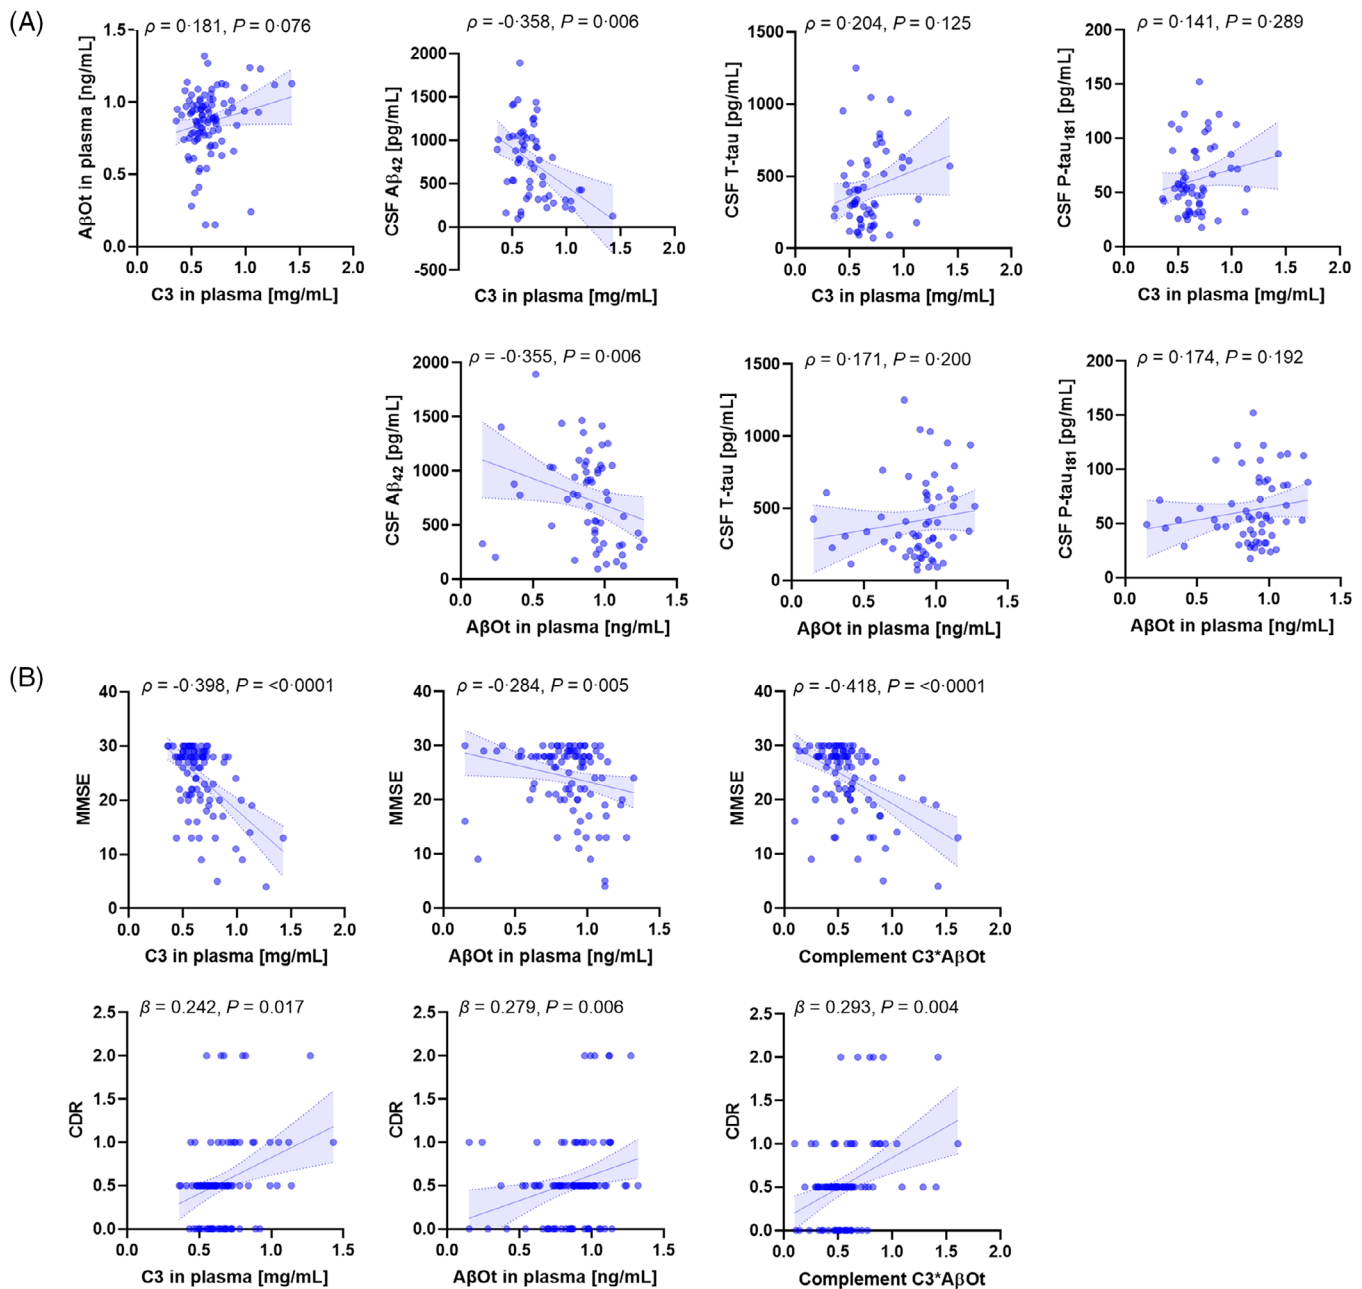 (A)
ρ = 0·181, P = 0·076
AβOt in plasma [ng/mL]
1.5
1.0
0.5
0.0
0.0 0.5 1.0 1.5 2.0
C3 in plasma [mg/mL]
ρ = -0·358, P = 0·006
CSF Aβ42 [pg/mL]
2000
1500
1000
500
0
-500
0.5 1.0 1.5 2.0
C3 in plasma [mg/mL]
ρ = 0·204, P = 0·125
CSF T-tau [pg/mL]
1500
1000
500
0
0.0 0.5 1.0 1.5 2.0
C3 in plasma [mg/mL]
ρ = 0·141, P = 0·289
CSF P-tau181 [pg/mL]
200
150
100
50
0
0.0 0.5 1.0 1.5 2.0
C3 in plasma [mg/mL]
ρ = -0·355, P = 0·006
CSF Aβ42 [pg/mL]
2000
1500
1000
500
0
0.0 0.5 1.0 1.5
AβOt in plasma [ng/mL]
ρ = 0·171, P = 0·200
CSF T-tau [pg/mL]
1500
1000
500
0
0.0 0.5 1.0 1.5
AβOt in plasma [ng/mL]
ρ = 0·174, P = 0·192
CSF P-tau181 [pg/mL]
200
150
100
50
0
0.0 0.5 1.0 1.5
AβOt in plasma [ng/mL]
(B)
ρ = -0·398, P = <0·0001
MMSE
40
30
20
10
0
0.0 0.5 1.0 1.5 2.0
C3 in plasma [mg/mL]
ρ = -0·284, P = 0·005
MMSE
40
30
20
10
0
0.0 0.5 1.0 1.5
AβOt in plasma [ng/mL]
ρ = -0·418, P = <0·0001
MMSE
40
30
20
10
0
0.0 0.5 1.0 1.5 2.0
Complement C3*AβOt
β = 0.242, P = 0.017
CDR
2.5
2.0
1.5
1.0
0.5
0.0
0.0 0.5 1.0 1.5
C3 in plasma [mg/mL]
β = 0.279, P = 0.006
CDR
2.5
2.0
1.5
1.0
0.5
0.0
0.0 0.5 1.0 1.5
AβOt in plasma [ng/mL]
β = 0.293, P = 0.004
CDR
2.5
2.0
1.5
1.0
0.5
0.0
0.0 0.5 1.0 1.5 2.0
Complement C3*AβOt